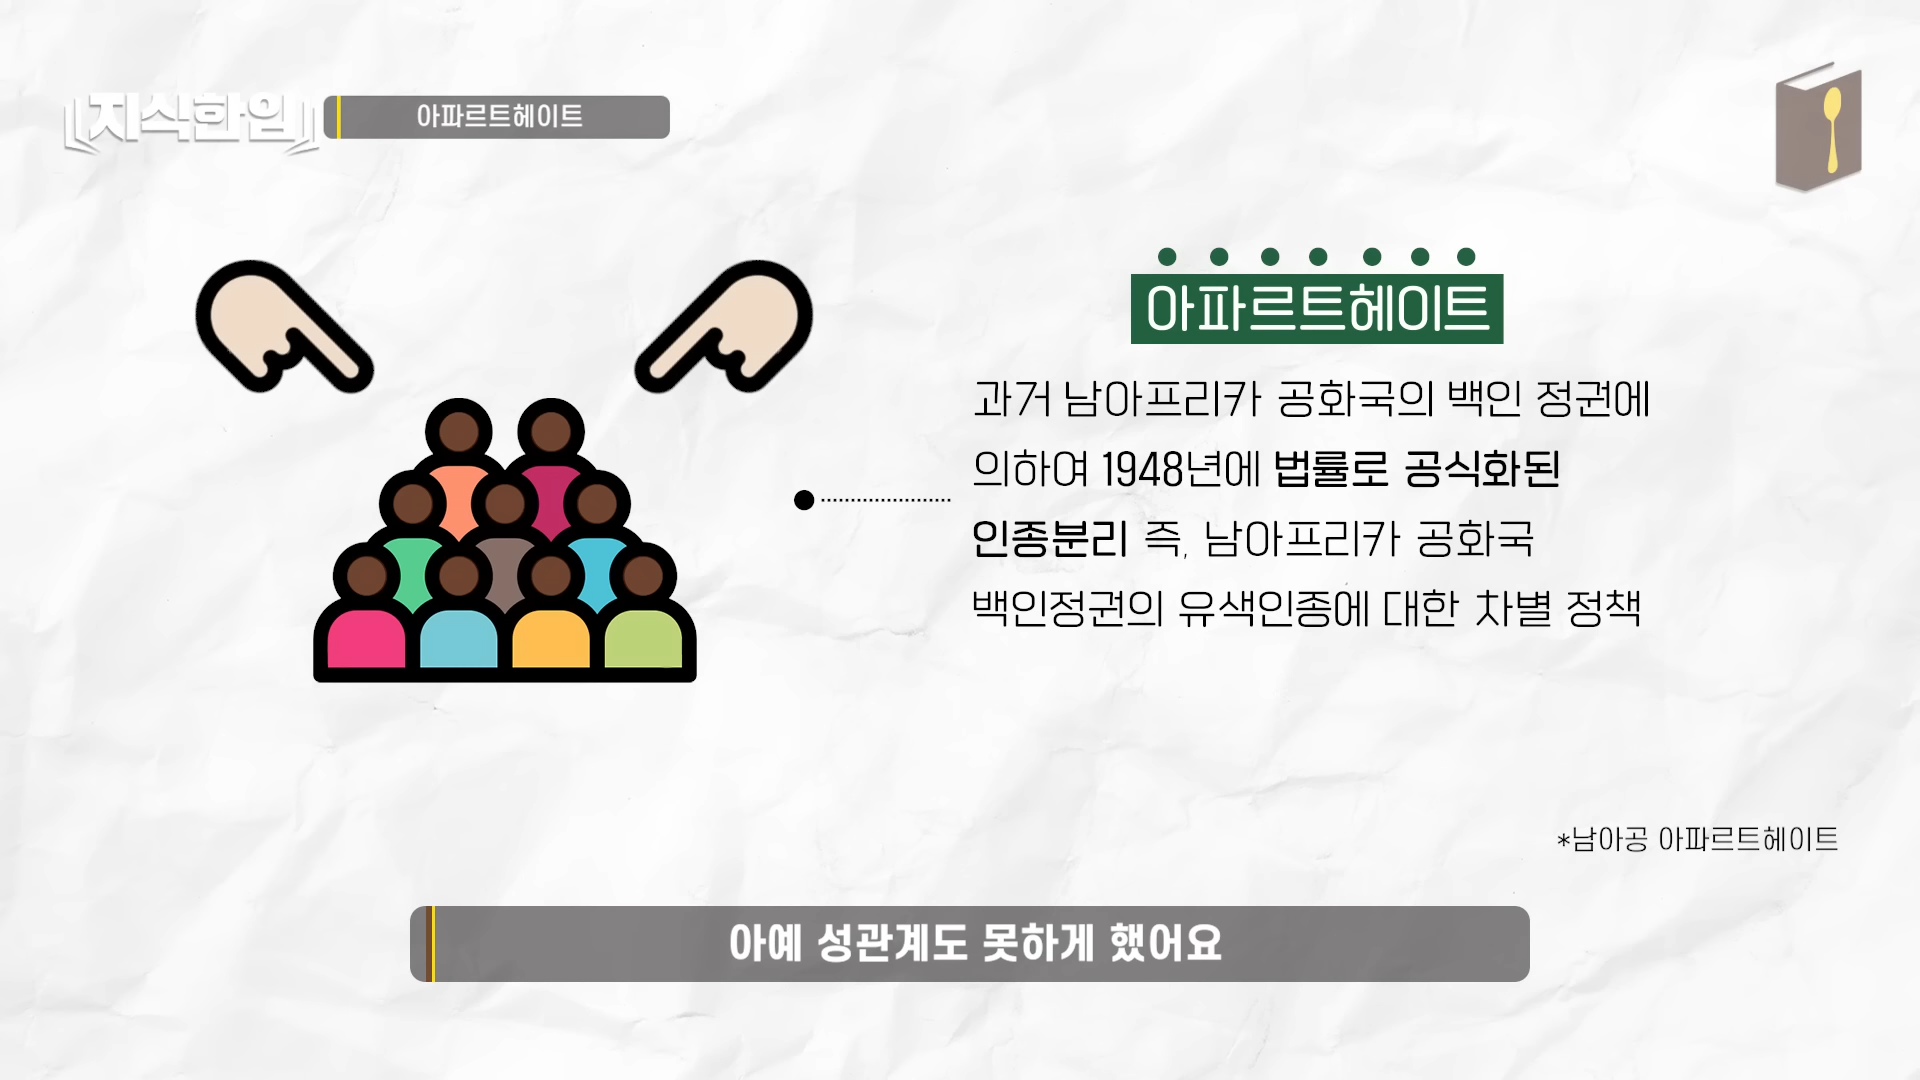 지식한입
아파르트헤이트
아파르트헤이트
과거 남아프리카 공화국의 백인 정권에
의하여 1948년에 법률로 공식화된
인종분리 즉, 남아프리카 공화국
백인정권의 유색인종에 대한 차별 정책
*남아공 아파르트헤이트
아예 성관계도 못하게 했어요